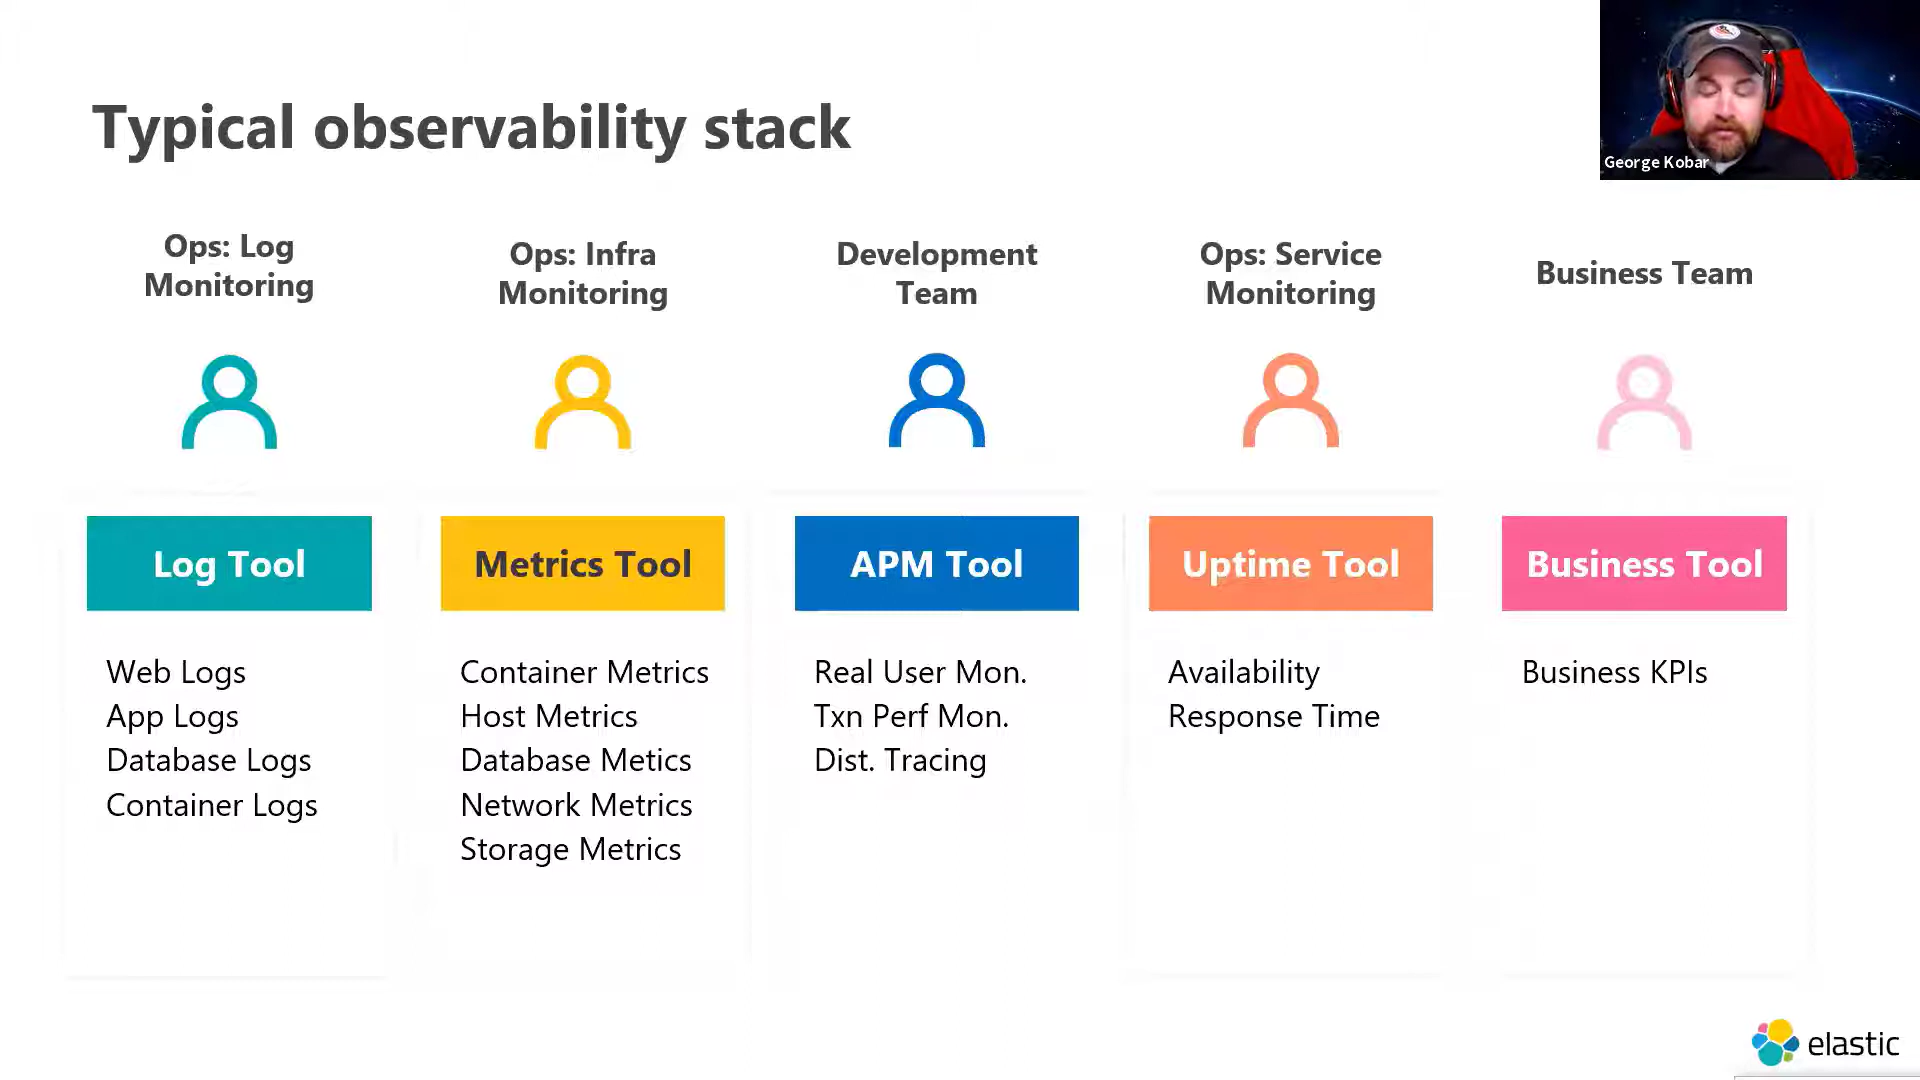 Typical observability stack
George Kobar
Ops: Log
Monitoring
Ops: Infra
Monitoring
Development
Team
Ops: Service
Monitoring
Business Team
Log Tool
Metrics Tool
APM Tool
Uptime Tool
Business Tool
Web Logs
App Logs
Database Logs
Container Logs
Container Metrics
Host Metrics
Database Metics
Network Metrics
Storage Metrics
Real User Mon.
Txn Perf Mon.
Dist. Tracing
Availability
Response Time
Business KPIs
elastic